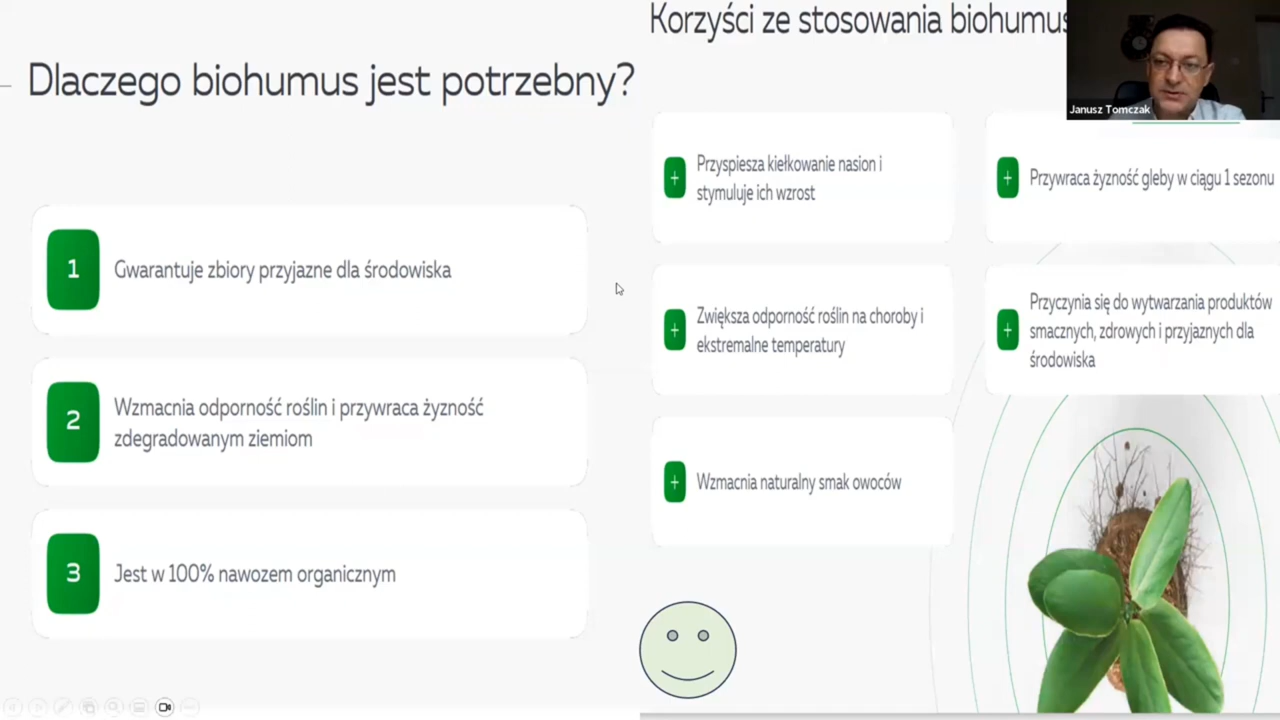 Dlaczego biohumus jest potrzebny?
1
Gwarantuje zbiory przyjazne dla środowiska
2
Wzmacnia odporność roślin i przywraca żyzność
zdegradowanym ziemiom
3
Jest w 100% nawozem organicznym
Korzyści ze stosowania biohumus
+
Przyspiesza kiełkowanie nasion i
stymuluje ich wzrost
+
Przywraca żyzność gleby w ciągu 1 sezonu
+
Zwiększa odporność roślin na choroby i
ekstremalne temperatury
+
Przyczynia się do wytwarzania produktów
smacznych, zdrowych i przyjaznych dla
środowiska
+
Wzmacnia naturalny smak owoców
Janusz Tomczak